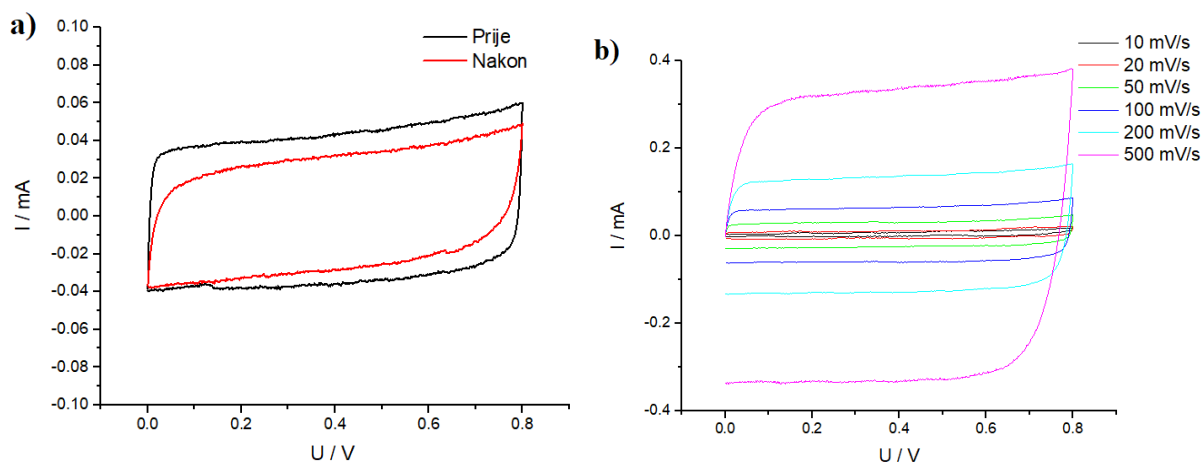 a)
Prije
Nakon
0.10
0.08
0.06
0.04
0.02
0.00
-0.02
-0.04
-0.06
-0.08
-0.10
I / mA
0.0
0.2
0.4
0.6
0.8
U / V
b)
10 mV/s
20 mV/s
50 mV/s
100 mV/s
200 mV/s
500 mV/s
0.4
0.2
0.0
-0.2
-0.4
I / mA
0.0
0.2
0.4
0.6
0.8
U / V